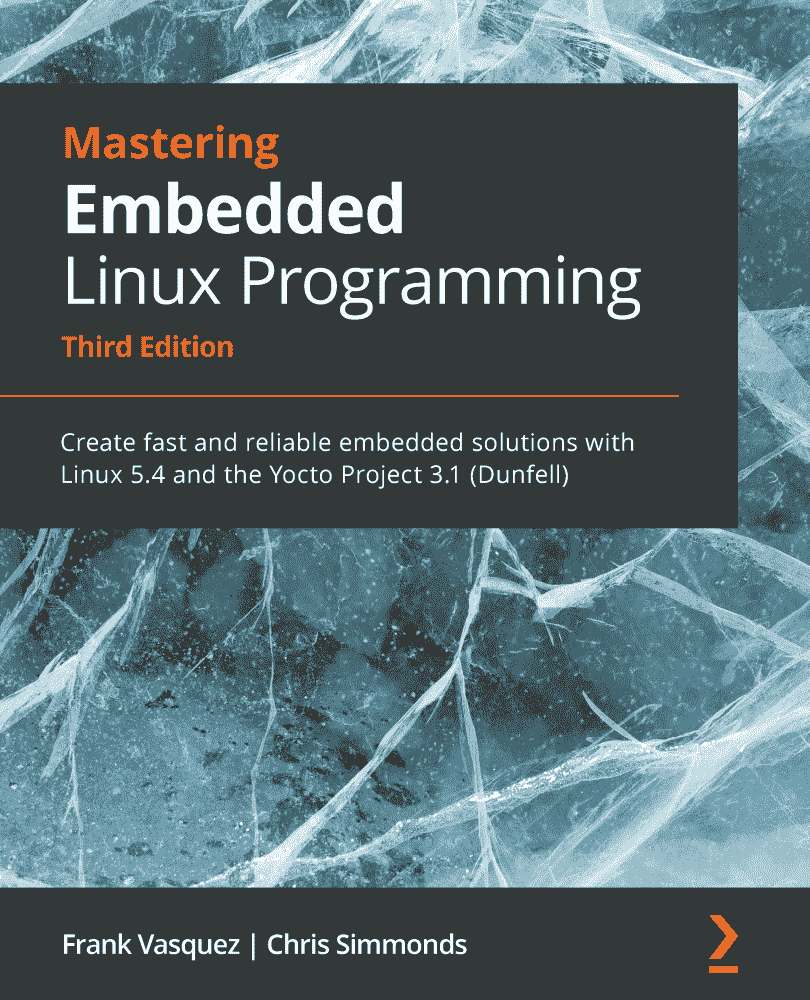 Mastering
Embedded
Linux Programming
Third Edition
Create fast and reliable embedded solutions with
Linux 5.4 and the Yocto Project 3.1 (Dunfell)
Frank Vasquez | Chris Simmonds